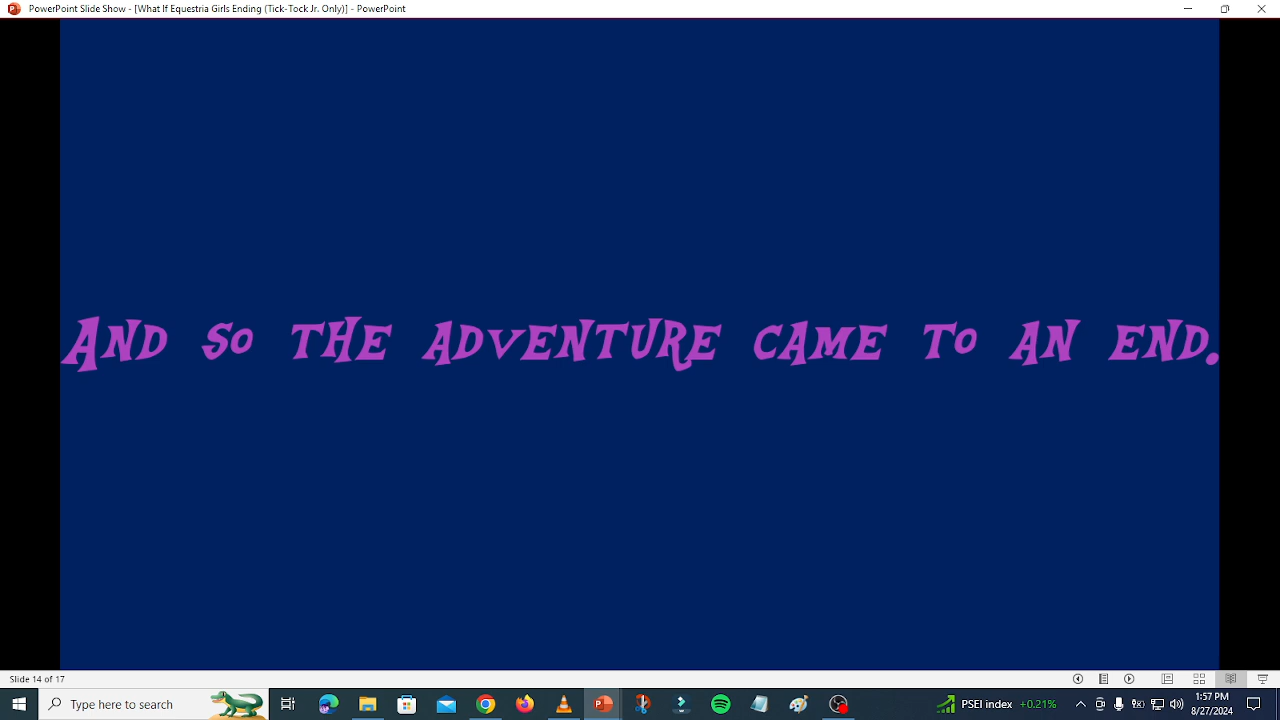 PowerPoint Slide Show - [What If Equestria Girls Ending (Tick-Tock Jr. Only)] - PowerPoint
And so the adventure came to an end.
Slide 14 of 17
Type here to search
PSEI index +0.21%
1:57 PM
8/27/2024